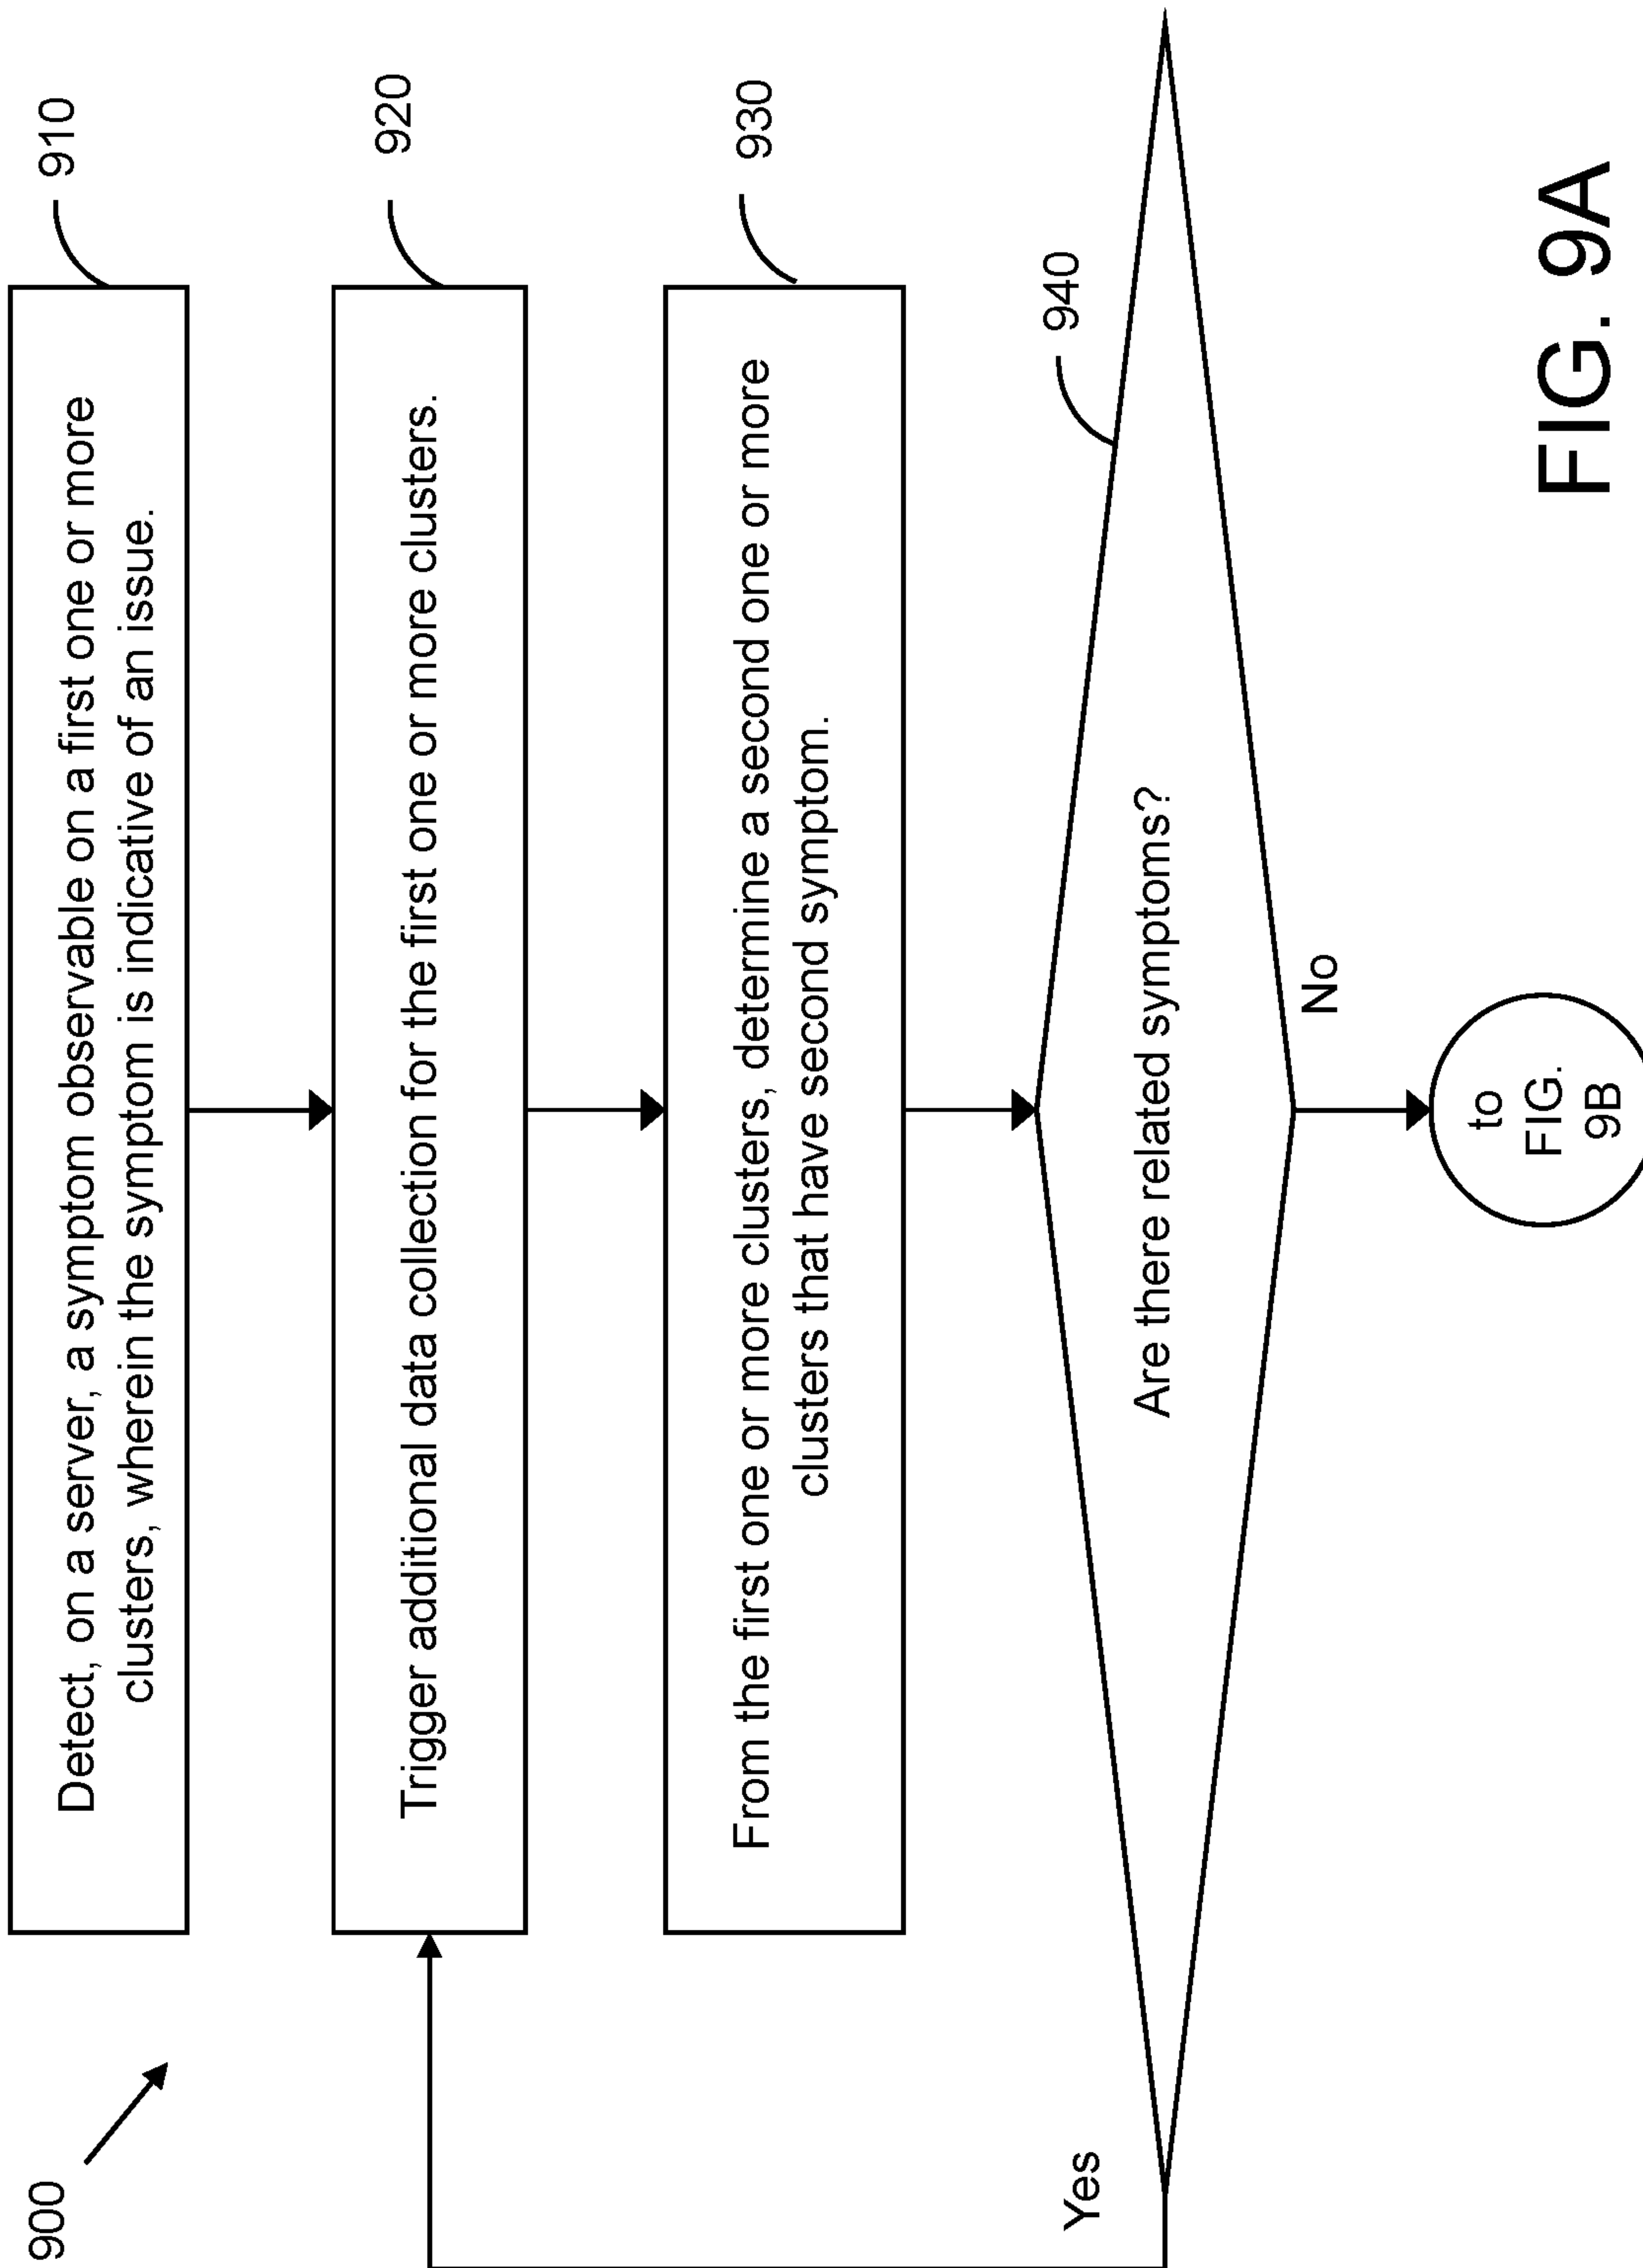 900
Detect, on a server, a symptom observable on a first one or more
clusters, wherein the symptom is indicative of an issue.
910
Trigger additional data collection for the first one or more clusters.
920
From the first one or more clusters, determine a second one or more
clusters that have second symptom.
930
Are there related symptoms?
940
Yes
No
to
FIG.
9B
FIG. 9A